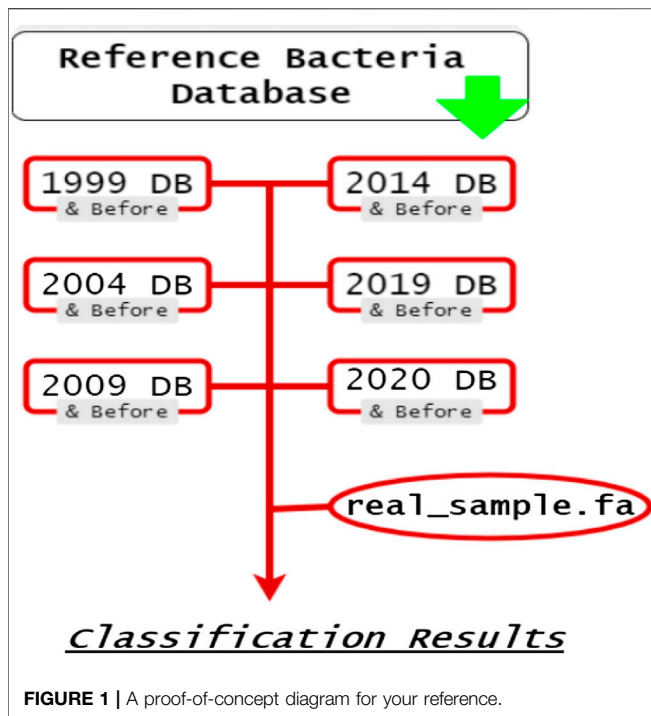 Reference Bacteria
Database
1999 DB
& Before
2014 DB
& Before
2004 DB
& Before
2019 DB
& Before
2009 DB
& Before
2020 DB
& Before
real_sample.fa
Classification Results
FIGURE 1 | A proof-of-concept diagram for your reference.